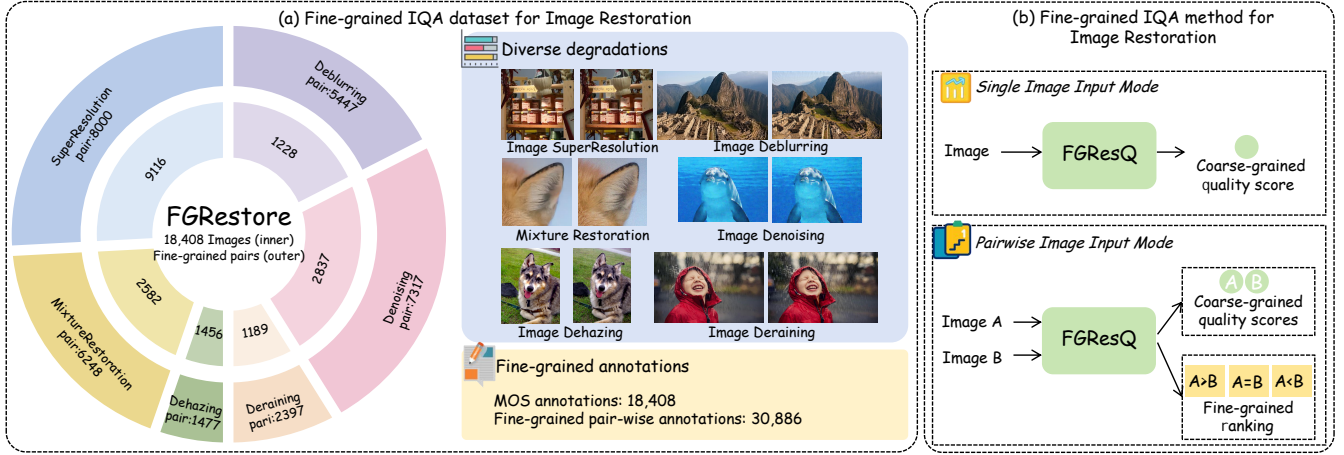 (a) Fine-grained IQA dataset for Image Restoration
SuperResolution
pair:8000
Deblurring
pair:5447
Denoising
pair:7317
Deraining
pari:2397
Dehazing
pair:1477
MixtureRestoration
pair:6248
9116
1228
2837
1189
1456
2582
FGRestore
18,408 Images (inner)
Fine-grained pairs (outer)
Diverse degradations
Image SuperResolution
Image Deblurring
Mixture Restoration
Image Denoising
Image Dehazing
Image Deraining
Fine-grained annotations
MOS annotations: 18,408
Fine-grained pair-wise annotations: 30,886
(b) Fine-grained IQA method for
Image Restoration
Single Image Input Mode
Image
FGResQ
Coarse-grained
quality score
1
Pairwise Image Input Mode
Image A
Image B
FGResQ
A B
Coarse-grained
quality scores
A>B A=B A<B
Fine-grained
ranking